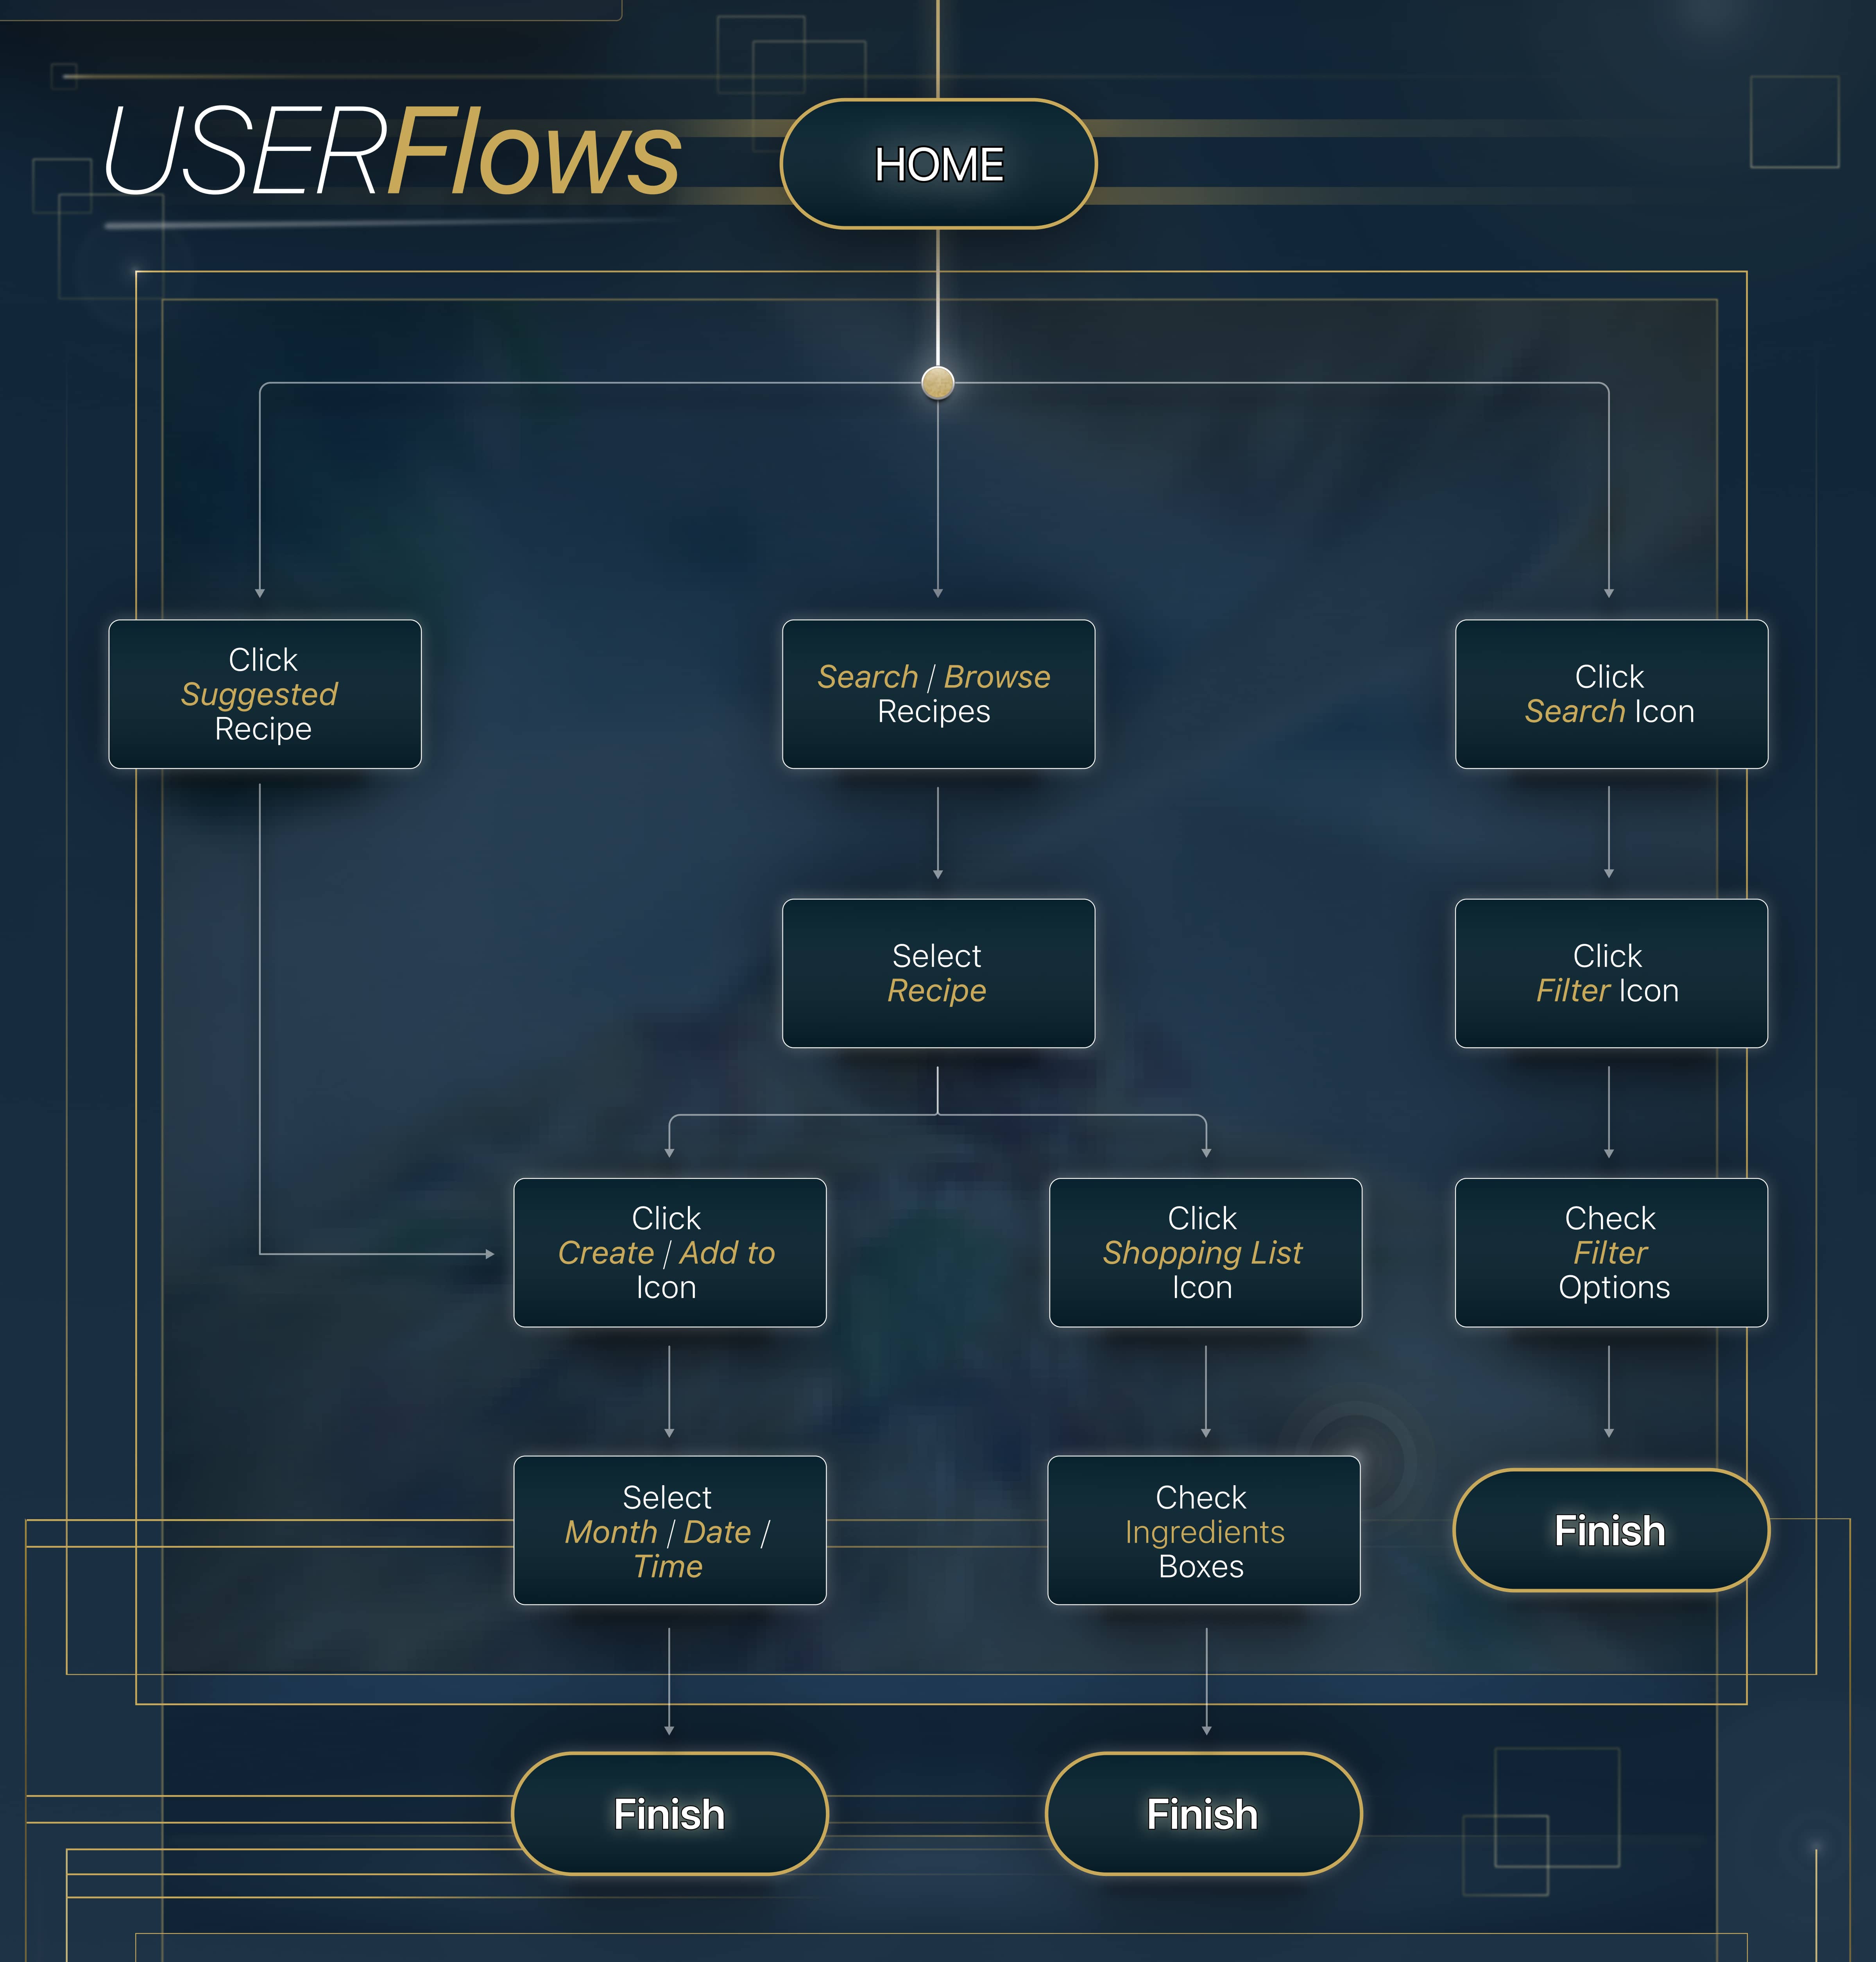 USERFlows
HOME
Click
Suggested
Recipe
Search / Browse
Recipes
Click
Search Icon
Select
Recipe
Click
Filter Icon
Click
Create / Add to
Icon
Click
Shopping List
Icon
Check
Filter
Options
Select
Month / Date /
Time
Check
Ingredients
Boxes
Finish
Finish
Finish